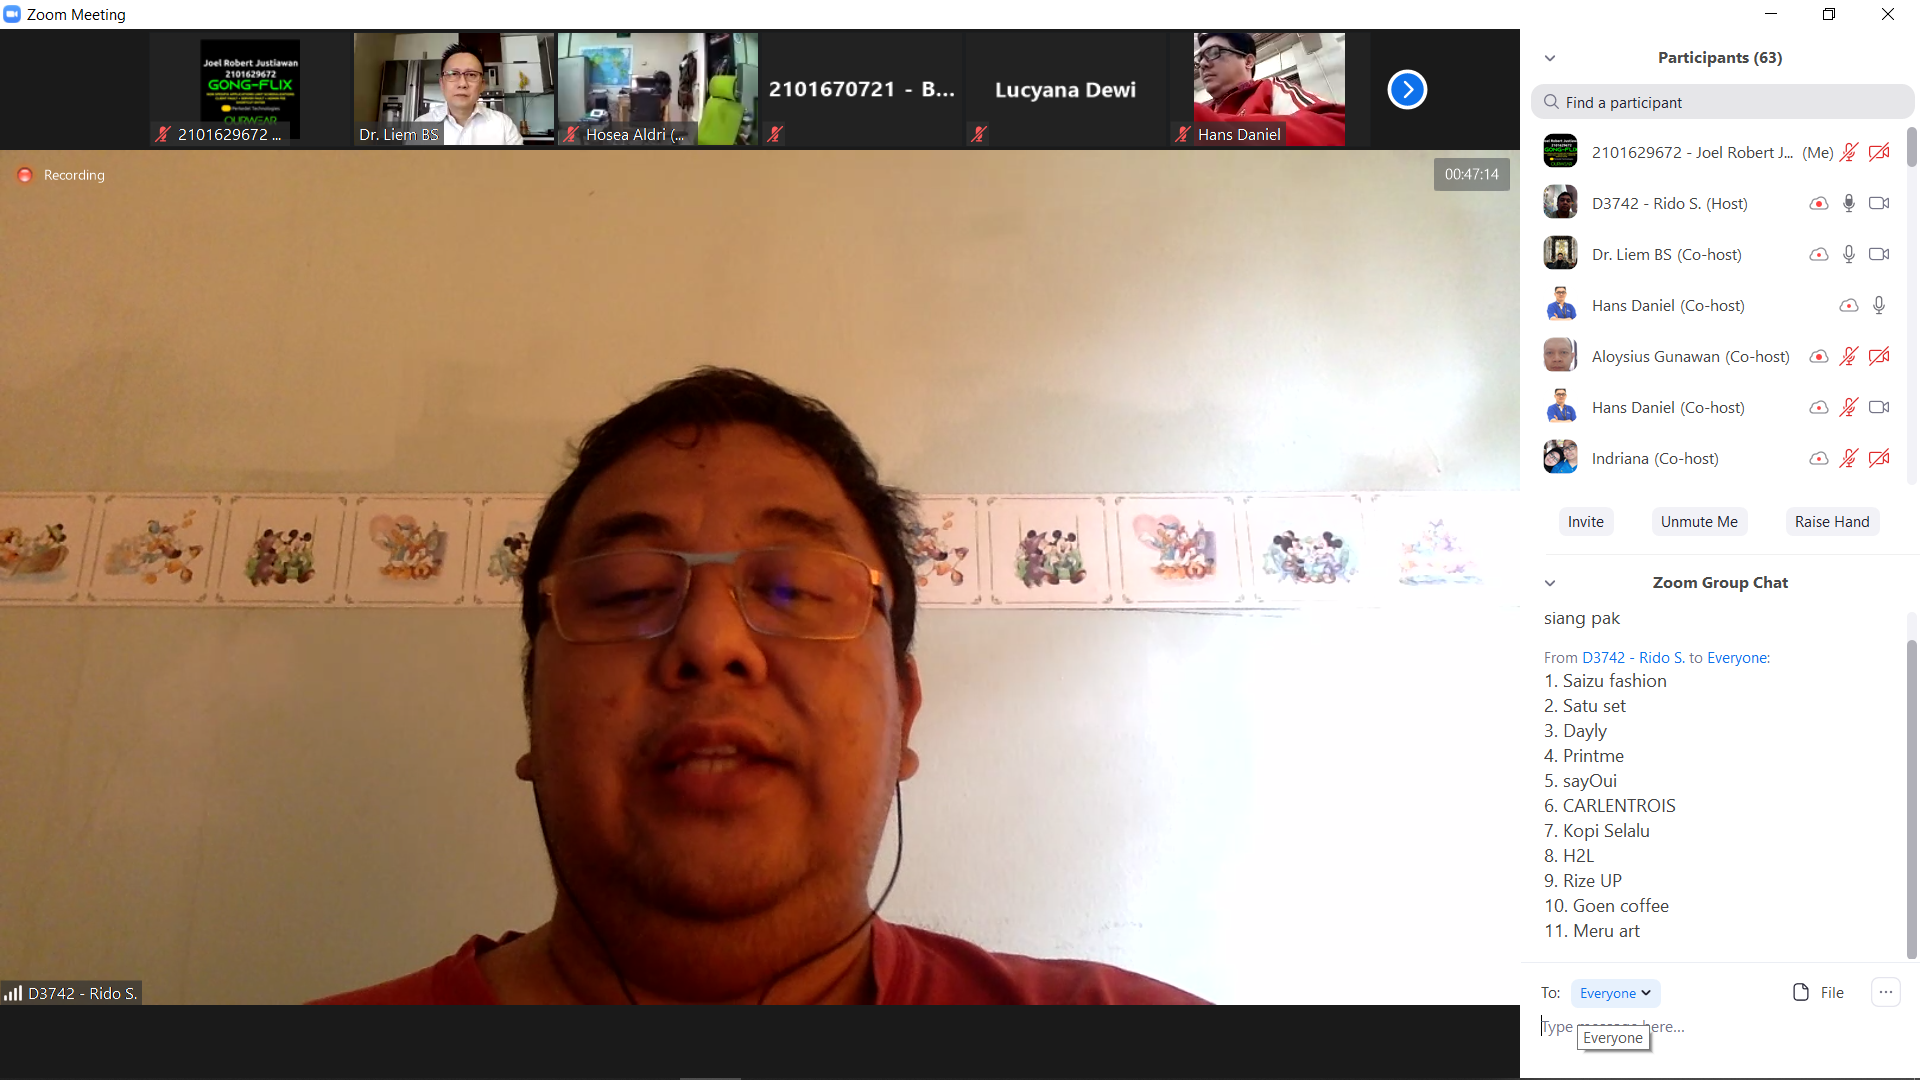 Zoom Meeting
Joel Robert Justiawan
2101629672
GONG-FLIX
OURWEAR
2101629672 ...
Dr. Liem BS
Hosea Aldri (...
2101670721 - B...
Lucyana Dewi
Hans Daniel
Recording
00:47:14
D3742 - Rido S.
Participants (63)
Find a participant
2101629672 - Joel Robert J... (Me)
D3742 - Rido S. (Host)
Dr. Liem BS (Co-host)
Hans Daniel (Co-host)
Aloysius Gunawan (Co-host)
Hans Daniel (Co-host)
Indriana (Co-host)
Invite
Unmute Me
Raise Hand
Zoom Group Chat
siang pak
From D3742 - Rido S. to Everyone:
1. Saizu fashion
2. Satu set
3. Dayly
4. Printme
5. sayOui
6. CARLENTROIS
7. Kopi Selalu
8. H2L
9. Rize UP
10. Goen coffee
11. Meru art
To: Everyone
File
Type message here...
Everyone